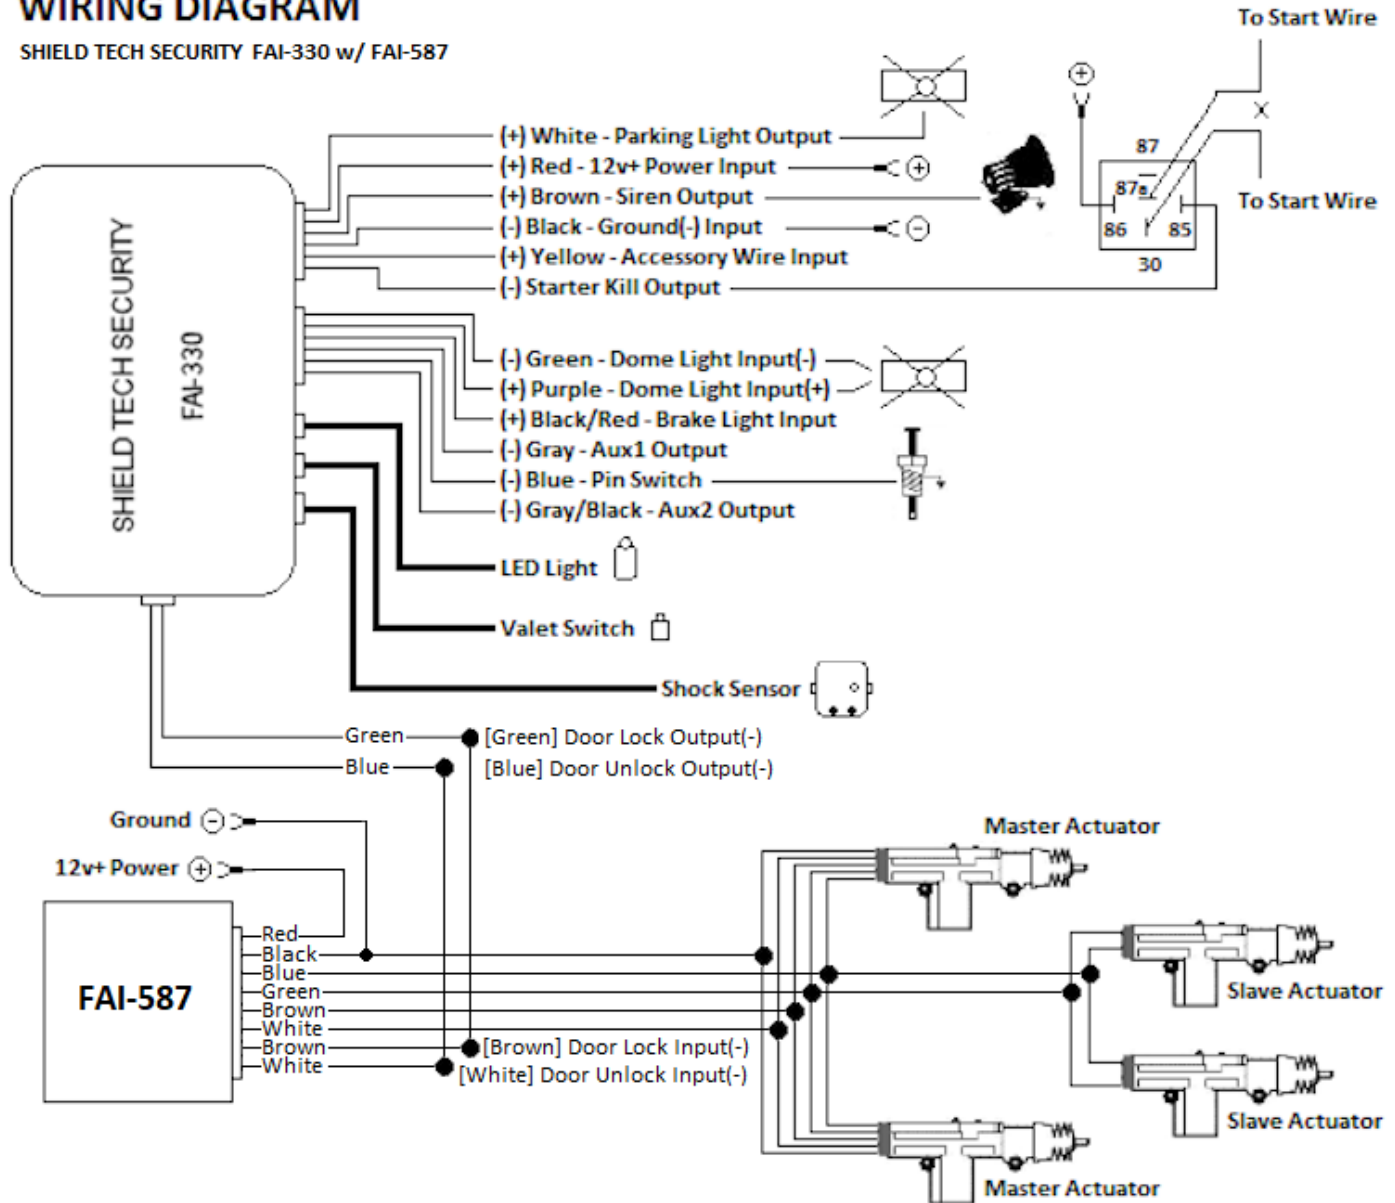 WIRING DIAGRAM
SHIELD TECH SECURITY FAI-330 w/ FAI-587
To Start Wire
(+) White - Parking Light Output
(+) Red - 12v+ Power Input
(+) Brown - Siren Output
(-) Black - Ground(-) Input
(+) Yellow - Accessory Wire Input
(-) Starter Kill Output
87
87a
86
85
30
To Start Wire
SHIELD TECH SECURITY
FAI-330
(-) Green - Dome Light Input(-)
(+) Purple - Dome Light Input(+)
(+) Black/Red - Brake Light Input
(-) Gray - Aux1 Output
(-) Blue - Pin Switch
(-) Gray/Black - Aux2 Output
LED Light
Valet Switch
Shock Sensor
Green
[Green] Door Lock Output(-)
Blue
[Blue] Door Unlock Output(-)
Ground
12v+ Power
FAI-587
Red
Black
Blue
Green
Brown
White
Brown
[Brown] Door Lock Input(-)
White
[White] Door Unlock Input(-)
Master Actuator
Slave Actuator
Slave Actuator
Master Actuator